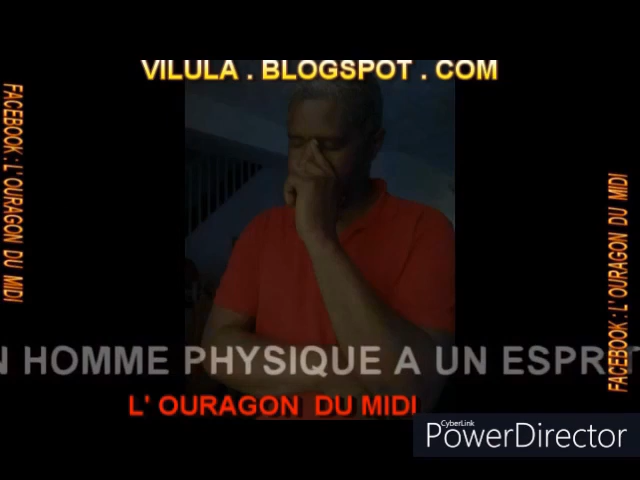 VILULA . BLOGSPOT . COM
FACEBOOK : L' OURAGON DU MIDI
FACEBOOK : L' OURAGON DU MIDI
N HOMME PHYSIQUE A UN ESPRIT
L' OURAGON DU MIDI
CyberLink
PowerDirector